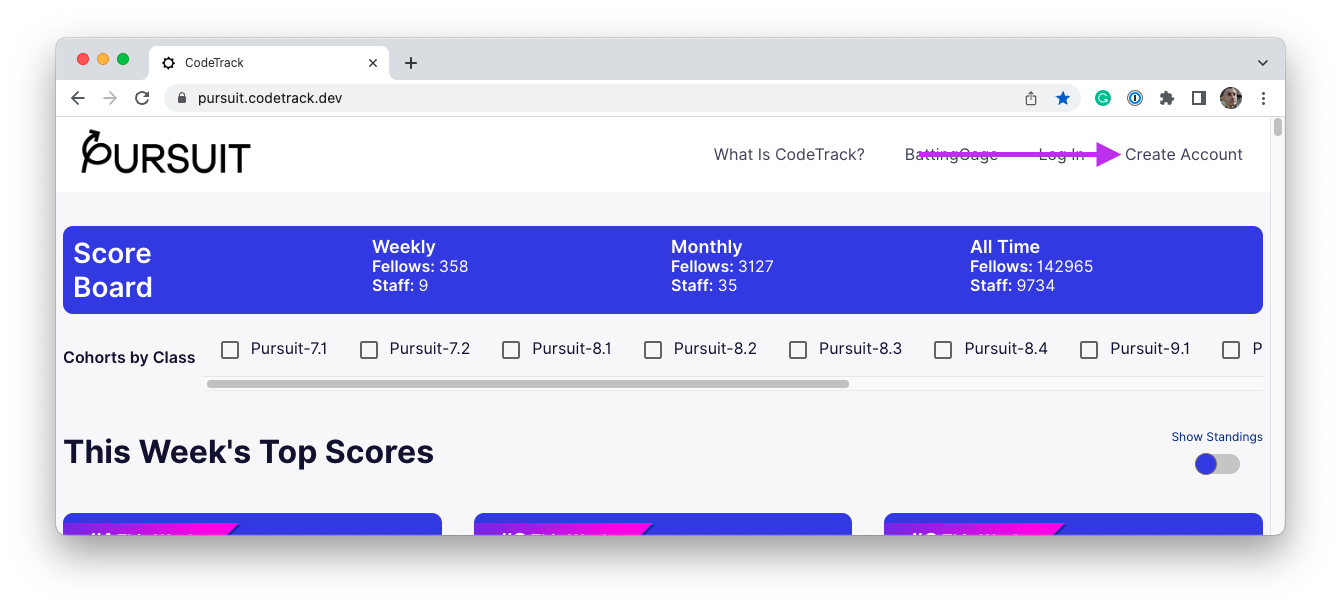 CodeTrack
pursuit.codetrack.dev
PURSUIT
What Is CodeTrack? BattingCage Log In Create Account
Score Board
Weekly
Fellows: 358
Staff: 9
Monthly
Fellows: 3127
Staff: 35
All Time
Fellows: 142965
Staff: 9734
Cohorts by Class
Pursuit-7.1 Pursuit-7.2 Pursuit-8.1 Pursuit-8.2 Pursuit-8.3 Pursuit-8.4 Pursuit-9.1 P
This Week's Top Scores
Show Standings